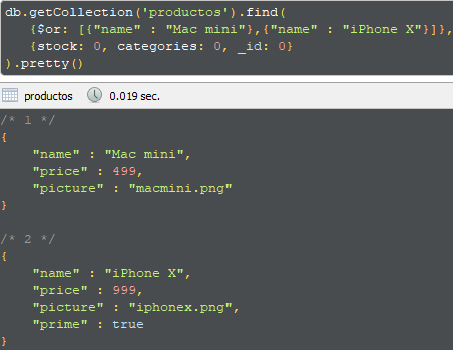 db.getCollection('productos').find(
{$or: [{"name" : "Mac mini"},{"name" : "iPhone X"}]},
{stock: 0, categories: 0, _id: 0}
).pretty()
productos 0.019 sec.
/* 1 */
{
"name" : "Mac mini",
"price" : 499,
"picture" : "macmini.png"
}
/* 2 */
{
"name" : "iPhone X",
"price" : 999,
"picture" : "iphonex.png",
"prime" : true
}